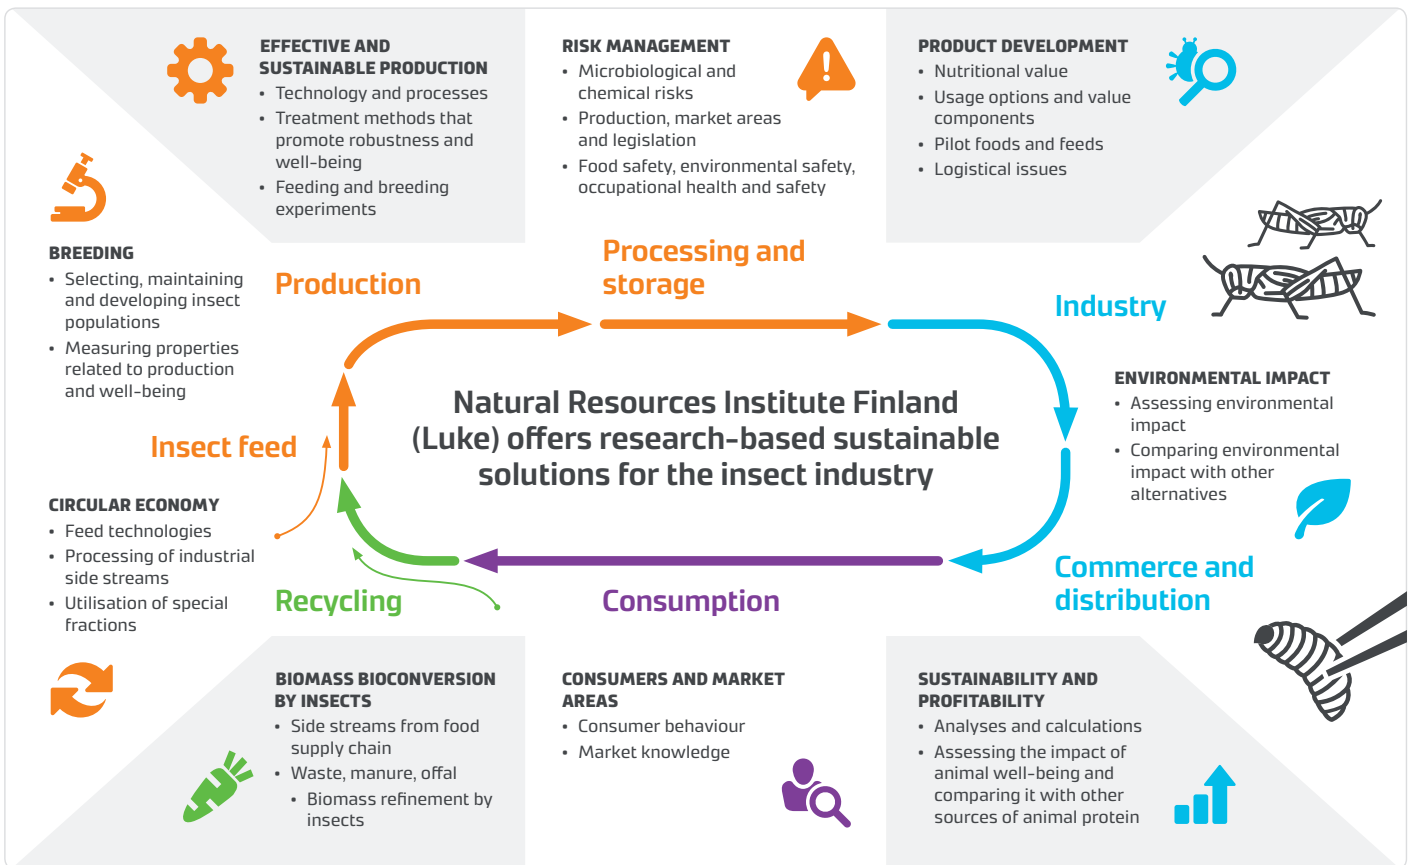 EFFECTIVE AND
SUSTAINABLE PRODUCTION
• Technology and processes
• Treatment methods that
promote robustness and
well-being
• Feeding and breeding
experiments
RISK MANAGEMENT
• Microbiological and
chemical risks
• Production, market areas
and legislation
• Food safety, environmental safety,
occupational health and safety
PRODUCT DEVELOPMENT
• Nutritional value
• Usage options and value
components
• Pilot foods and feeds
• Logistical issues
BREEDING
• Selecting, maintaining
and developing insect
populations
• Measuring properties
related to production
and well-being
Production
Processing and
storage
Industry
Natural Resources Institute Finland
(Luke) offers research-based sustainable
solutions for the insect industry
ENVIRONMENTAL IMPACT
• Assessing environmental
impact
• Comparing environmental
impact with other
alternatives
Insect feed
CIRCULAR ECONOMY
• Feed technologies
• Processing of industrial
side streams
• Utilisation of special
fractions
Recycling
Consumption
Commerce and
distribution
BIOMASS BIOCONVERSION
BY INSECTS
• Side streams from food
supply chain
• Waste, manure, offal
• Biomass refinement by
insects
CONSUMERS AND MARKET
AREAS
• Consumer behaviour
• Market knowledge
SUSTAINABILITY AND
PROFITABILITY
• Analyses and calculations
• Assessing the impact of
animal well-being and
comparing it with other
sources of animal protein